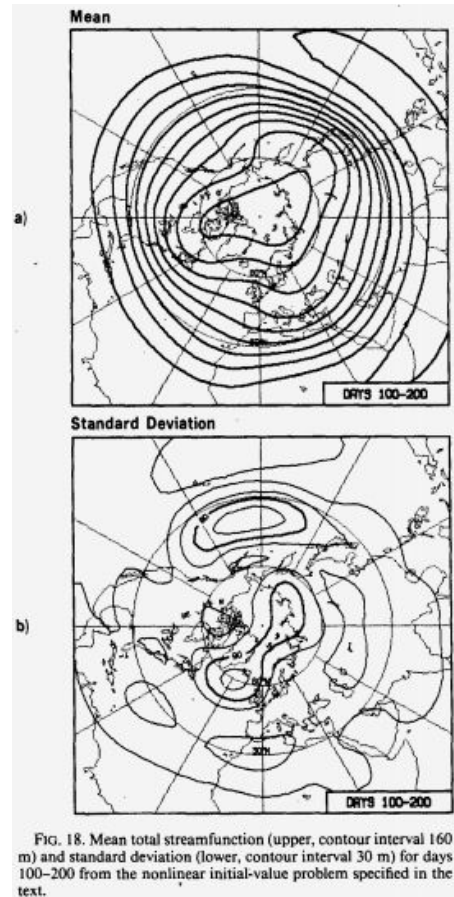 Mean
a)
DAYS 100-200
Standard Deviation
b)
30°N
DAYS 100-200
FIG. 18. Mean total streamfunction (upper, contour interval 160
m) and standard deviation (lower, contour interval 30 m) for days
100–200 from the nonlinear initial-value problem specified in the
text.